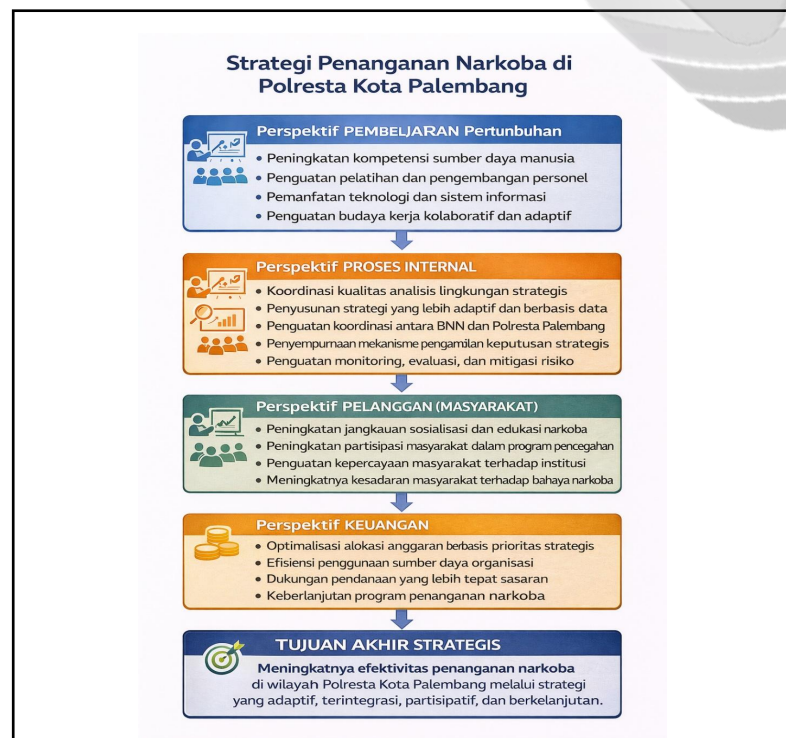 Strategi Penanganan Narkoba di
Polresta Kota Palembang
Perspektif PEMBELJARAN Pertunbuhan
• Peningkatan kompetensi sumber daya manusia
• Penguatan pelatihan dan pengembangan personel
• Pemanfatan teknologi dan sistem informasi
• Penguatan budaya kerja kolaboratif dan adaptif
Perspektif PROSES INTERNAL
• Koordinasi kualitas analisis lingkungan strategis
• Penyusunan strategi yang lebih adaptif dan berbasis data
• Penguatan koordinasi antara BNN dan Polresta Palembang
• Penyempurnaan mekanisme pengamilan keputusan strategis
• Penguatan monitoring, evaluasi, dan mitigasi risiko
Perspektif PELANGGAN (MASYARAKAT)
• Peningkatan jangkauan sosialisasi dan edukasi narkoba
• Peningkatan partisipasi masyarakat dalam program pencegahan
• Penguatan kepercayaan masyarakat terhadap institusi
• Meningkatnya kesadaran masyarakat terhadap bahaya narkoba
Perspektif KEUANGAN
• Optimalisasi alokasi anggaran berbasis prioritas strategis
• Efisiensi penggunaan sumber daya organisasi
• Dukungan pendanaan yang lebih tepat sasaran
• Keberlanjutan program penanganan narkoba
TUJUAN AKHIR STRATEGIS
Meningkatnya efektivitas penanganan narkoba
di wilayah Polresta Kota Palembang melalui strategi
yang adaptif, terintegrasi, partisipatif, dan berkelanjutan.